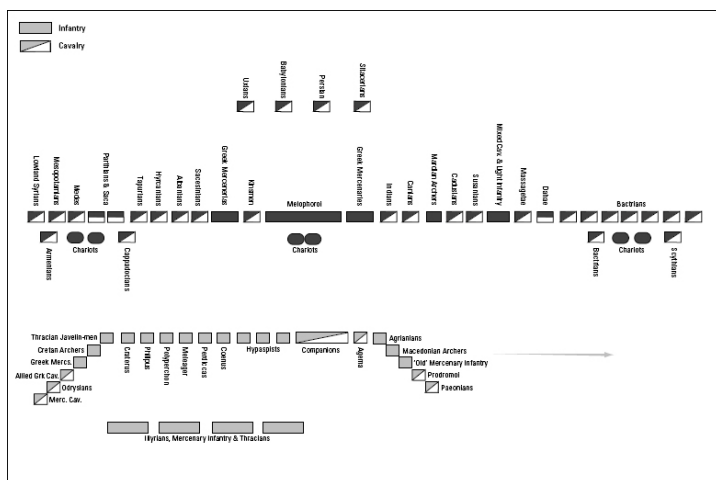 Infantry
Cavalry
Uxians
Babylonians
Persian
Sitacenians
Lowland Syrians
Mesopotamians
Medes
Parthians & Saca
Tapurians
Hyrcanians
Albanians
Sacesinians
Greek Mercenaries
Kinsmen
Melophoroi
Greek Mercenaries
Indians
Carians
Mardian Archers
Cadusians
Susanians
Mixed Cav. & Light Infantry
Massagetae
Dahae
Bactrians
Armenians
Chariots
Cappadocians
Chariots
Bactrians
Chariots
Scythians
Thracian Javelin-men
Cretan Archers
Greek Mercs.
Allied Grk Cav.
Odrysians
Merc. Cav.
Craterus
Philipus
Polyperchon
Meleager
Perdiccas
Coenus
Hypaspists
Companions
Agema
Agrianians
Macedonian Archers
'Old' Mercenary Infantry
Prodromoi
Paeonians
Illyrians, Mercenary Infantry & Thracians